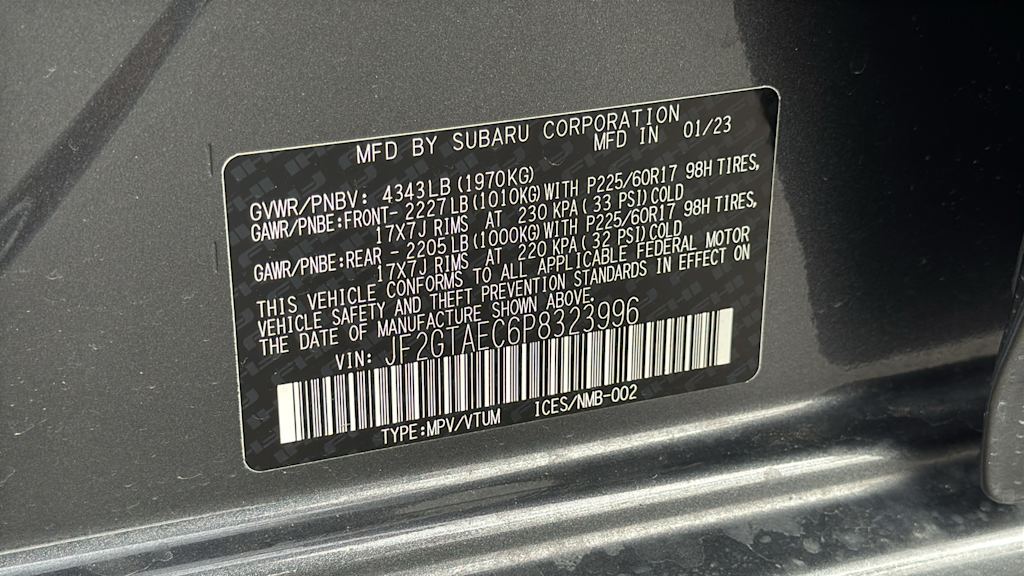 MFD BY SUBARU CORPORATION
MFD IN 01/23
GVWR/PNBV: 4343LB (1970KG)
GAWR/PNBE:FRONT- 2227LB (1010KG) WITH P225/60R17 98H TIRES,
17X7J RIMS AT 230 KPA (33 PSI) COLD
GAWR/PNBE:REAR - 2205LB (1000KG) WITH P225/60R17 98H TIRES,
17X7J RIMS AT 220 KPA (32 PSI) COLD
THIS VEHICLE CONFORMS TO ALL APPLICABLE FEDERAL MOTOR
VEHICLE SAFETY AND THEFT PREVENTION STANDARDS IN EFFECT ON
THE DATE OF MANUFACTURE SHOWN ABOVE.
VIN: JF2GTAEC6P8323996
TYPE:MPV/VTUM ICES/NMB-002